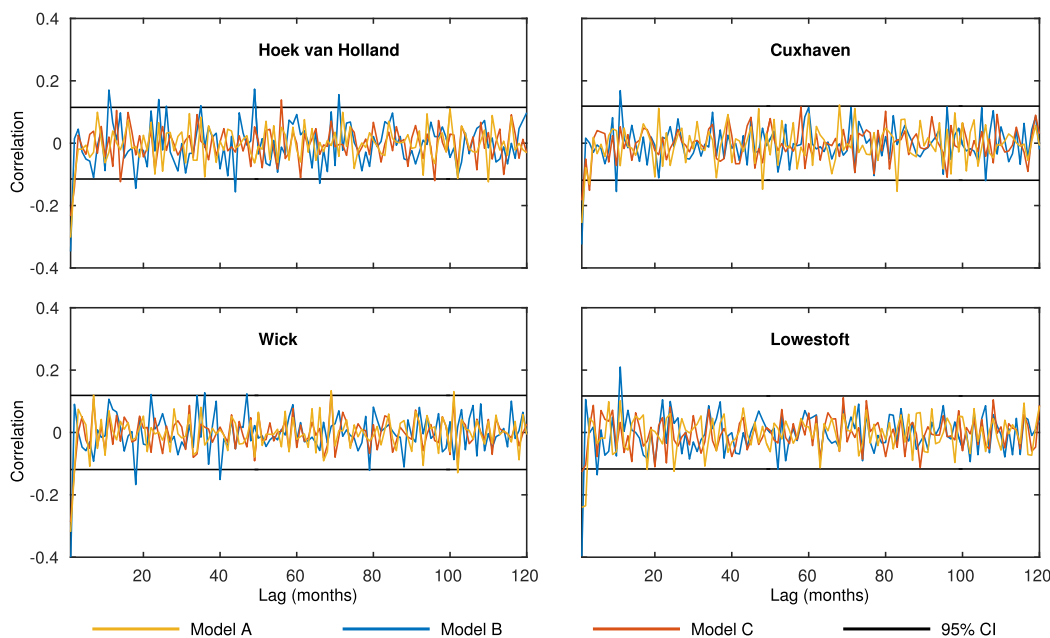 Hoek van Holland
Cuxhaven
0.4
0.2
0
-0.2
-0.4
Correlation
Wick
Lowestoft
0.4
0.2
0
-0.2
-0.4
Correlation
20 40 60 80 100 120
20 40 60 80 100 120
Lag (months)
Lag (months)
Model A
Model B
Model C
95% CI